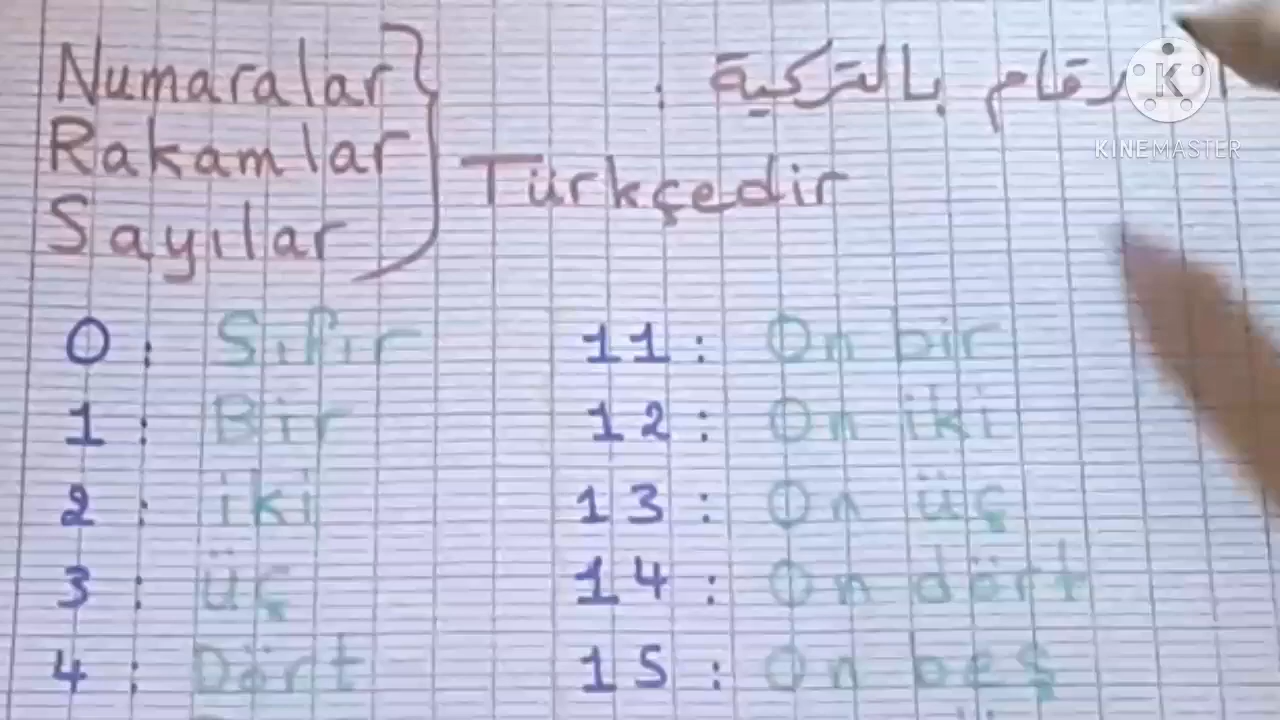 Numaralar
Rakamlar
Sayılar
Türkçedir
الأرقام بالتركية :
KINEMASTER
0 : Sıfır
1 : Bir
2 : iki
3 : üç
4 : Dört
11 : On bir
12 : On iki
13 : On üç
14 : On dört
15 : On beş